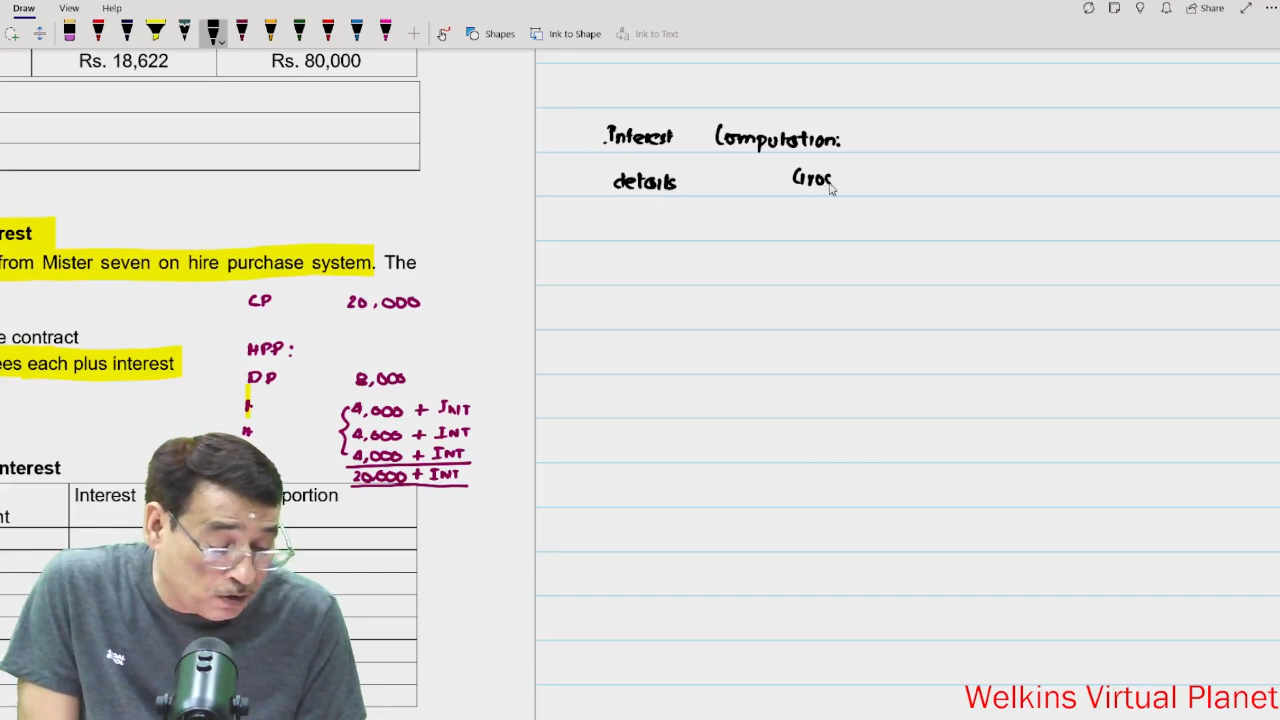 Draw View Help Share
Shapes Ink to Shape Ink to Text
Rs. 18,622 Rs. 80,000
Interest Computation:
details Gros
rest
from Mister seven on hire purchase system. The
CP 20,000
e contract
HPP:
ees each plus interest
DP 8,000
4,000 + INT
4,000 + INT
4,000 + INT
20000 + INT
nterest
Interest portion
nt
Welkins Virtual Planet